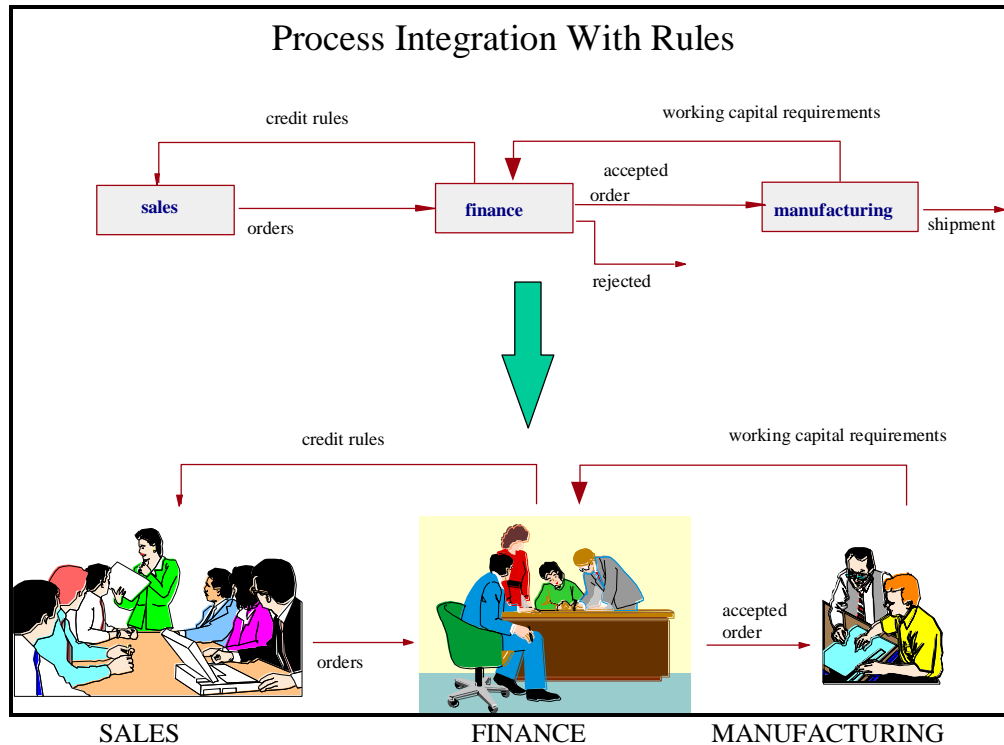 Process Integration With Rules
credit rules
working capital requirements
sales
orders
finance
accepted
order
manufacturing
shipment
rejected
credit rules
working capital requirements
orders
accepted
order
SALES
FINANCE
MANUFACTURING